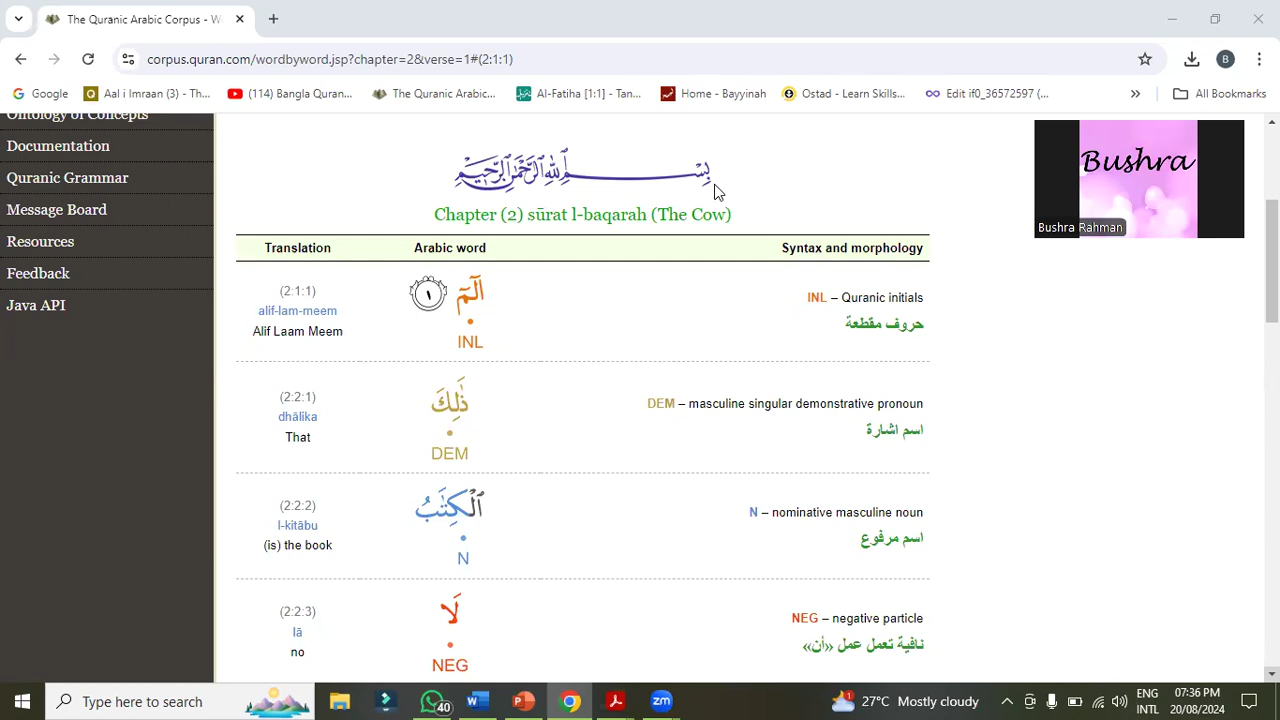 The Quranic Arabic Corpus - Wo
corpus.quran.com/wordbyword.jsp?chapter=2&verse=1#(2:1:1)
B
Google
Aal i Imraan (3) - Th...
(114) Bangla Quran...
The Quranic Arabic...
Al-Fatiha [1:1] - Tan...
Home - Bayyinah
Ostad - Learn Skills...
Edit if0_36572597 (...
All Bookmarks
Ontology of Concepts
Documentation
Quranic Grammar
Message Board
Resources
Feedback
Java API
بِسْمِ ٱللَّهِ ٱلرَّحْمَٰنِ ٱلرَّحِيمِ
Chapter (2) sūrat l-baqarah (The Cow)
Translation Arabic word Syntax and morphology
(2:1:1)
alif-lam-meem
Alif Laam Meem
الٓمٓ ١
INL
INL – Quranic initials
حروف مقطعة
(2:2:1)
dhālika
That
ذَٰلِكَ
DEM
DEM – masculine singular demonstrative pronoun
اسم اشارة
(2:2:2)
l-kitābu
(is) the book
ٱلْكِتَٰبُ
N
N – nominative masculine noun
اسم مرفوع
(2:2:3)
lā
no
لَا
NEG
NEG – negative particle
نافية تعمل عمل «أن»
Bushra
Bushra Rahman
Type here to search
40
27°C Mostly cloudy
ENG
INTL
07:36 PM
20/08/2024